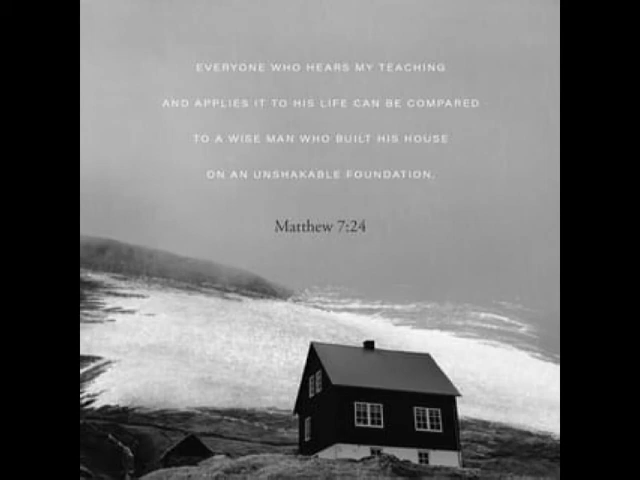 EVERYONE WHO HEARS MY TEACHING
AND APPLIES IT TO HIS LIFE CAN BE COMPARED
TO A WISE MAN WHO BUILT HIS HOUSE
ON AN UNSHAKABLE FOUNDATION.
Matthew 7:24